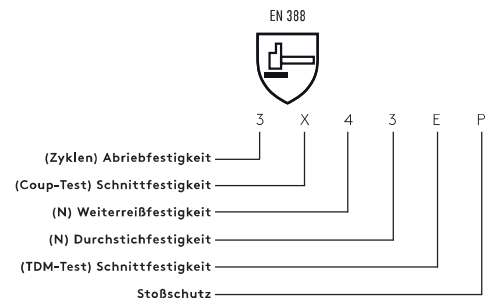 EN 388
3 X 4 3 E P
(Zyklen) Abriebfestigkeit
(Coup-Test) Schnittfestigkeit
(N) Weiterreißfestigkeit
(N) Durchstichfestigkeit
(TDM-Test) Schnittfestigkeit
Stoßschutz